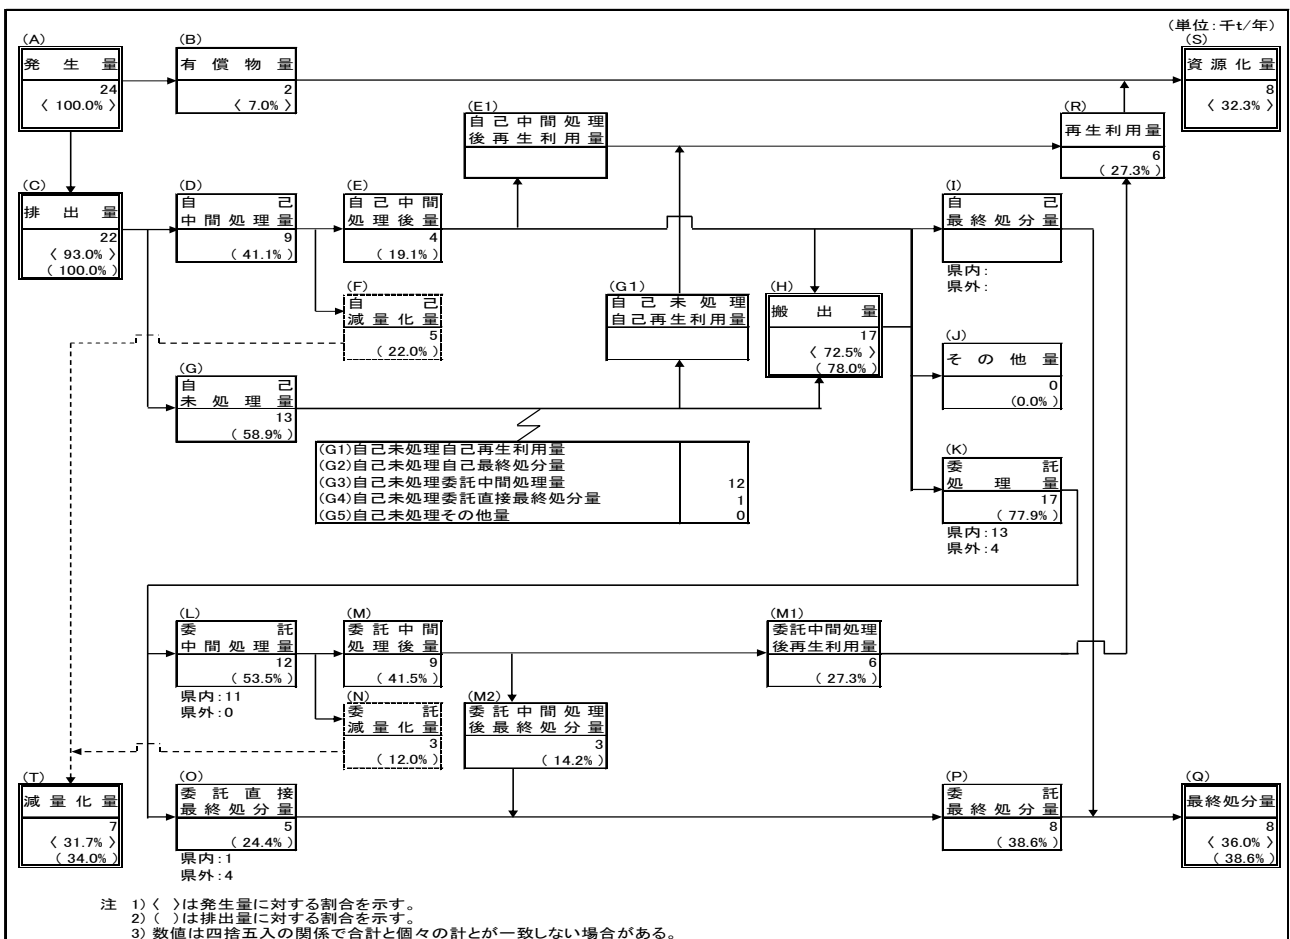 (単位:千t/年)
(A)
発生量
24
〈 100.0% 〉
(B)
有償物量
2
〈 7.0% 〉
(S)
資源化量
8
〈 32.3% 〉
(E1)
自己中間処理
後再生利用量
(R)
再生利用量
6
( 27.3% )
(C)
排出量
22
〈 93.0% 〉
( 100.0% )
(D)
自己
中間処理量
9
( 41.1% )
(E)
自己中間
処理後量
4
( 19.1% )
(I)
自己
最終処分量
県内:
県外:
(F)
自己
減量化量
5
( 22.0% )
(G1)
自己未処理
自己再生利用量
(H)
搬出量
17
〈 72.5% 〉
( 78.0% )
(J)
その他量
0
(0.0% )
(G)
自己
未処理量
13
( 58.9% )
(G1)自己未処理自己再生利用量
(G2)自己未処理自己最終処分量
(G3)自己未処理委託中間処理量 12
(G4)自己未処理委託直接最終処分量 1
(G5)自己未処理その他量 0
(K)
委託
処理量
17
( 77.9% )
県内:13
県外:4
(L)
委託
中間処理量
12
( 53.5% )
県内:11
県外:0
(M)
委託中間
処理後量
9
( 41.5% )
(M1)
委託中間処理
後再生利用量
6
( 27.3% )
(N)
委託
減量化量
3
( 12.0% )
(M2)
委託中間処理
後最終処分量
3
( 14.2% )
(T)
減量化量
7
〈 31.7% 〉
( 34.0% )
(O)
委託直接
最終処分量
5
( 24.4% )
県内:1
県外:4
(P)
委託
最終処分量
8
( 38.6% )
(Q)
最終処分量
8
〈 36.0% 〉
( 38.6% )
注 1)〈 〉は発生量に対する割合を示す。
2)( )は排出量に対する割合を示す。
3) 数値は四捨五入の関係で合計と個々の計とが一致しない場合がある。